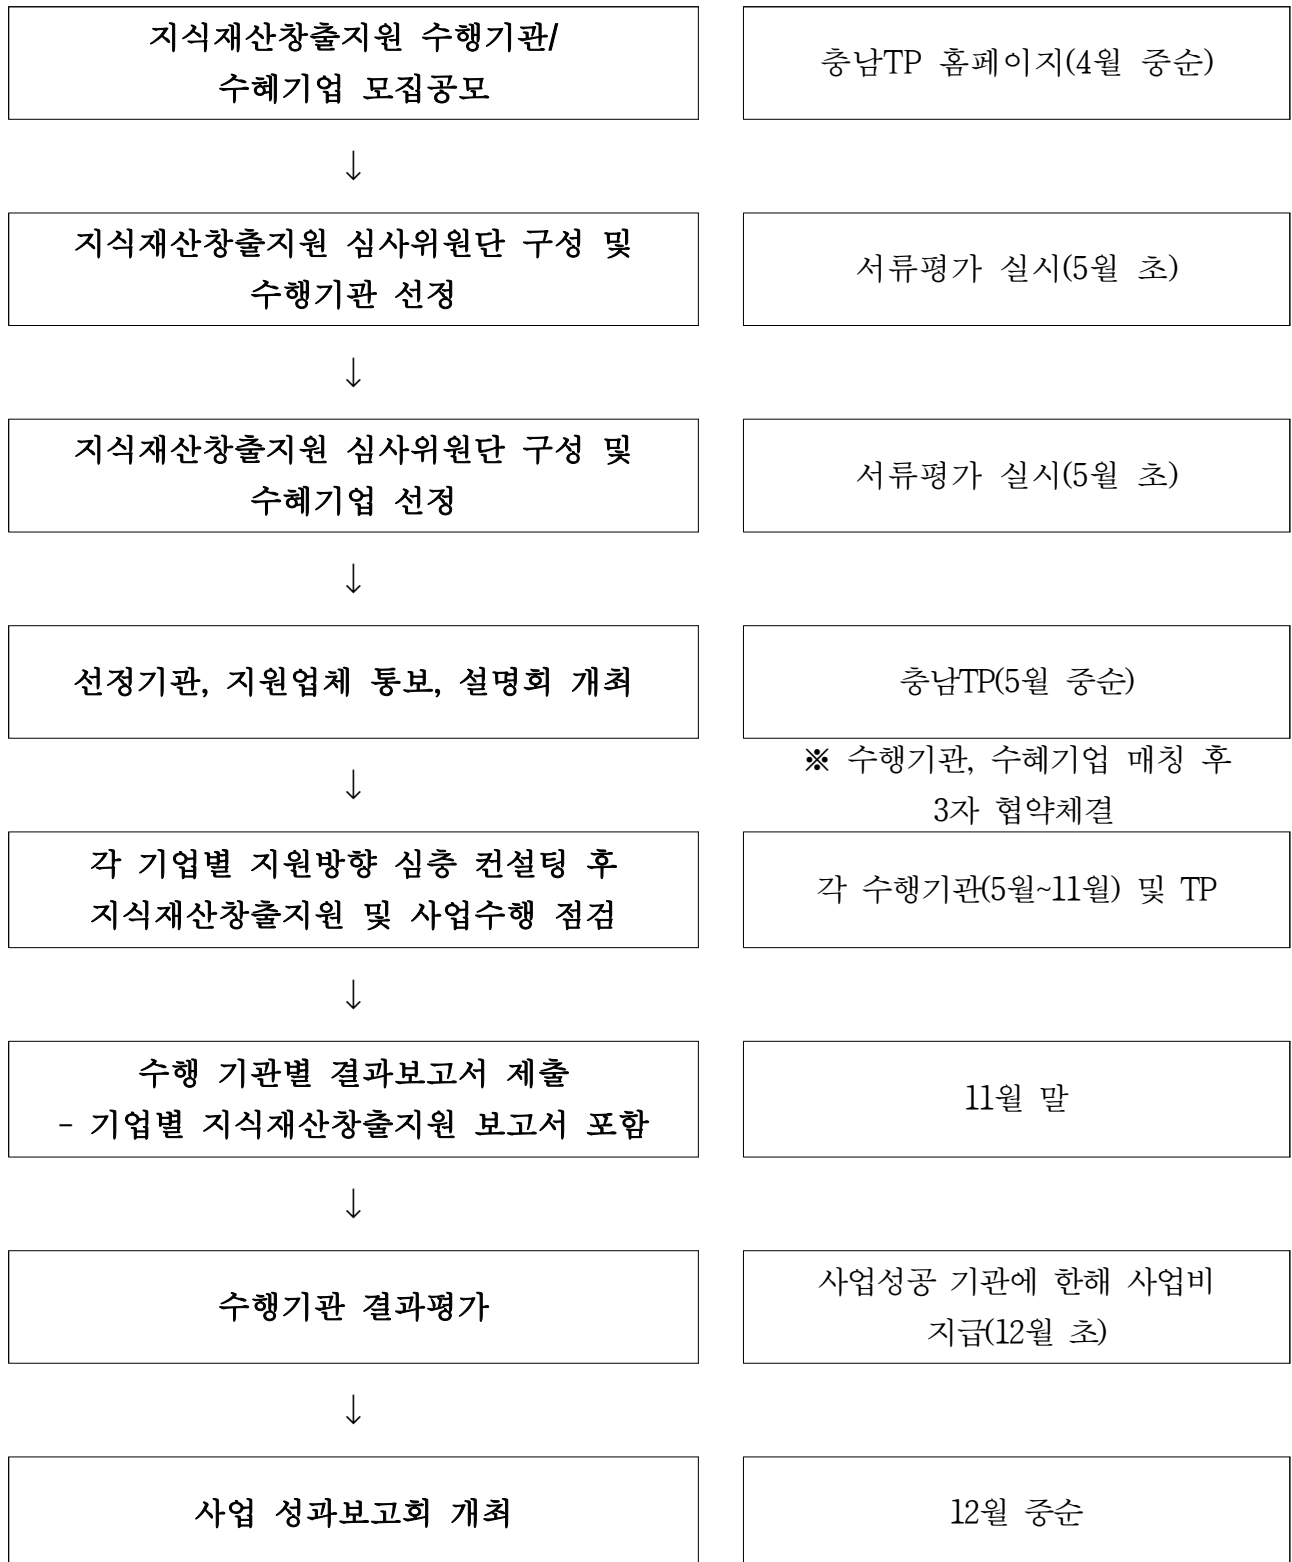 지식재산창출지원 수행기관/
수혜기업 모집공모
충남TP 홈페이지(4월 중순)
↓
지식재산창출지원 심사위원단 구성 및
수행기관 선정
서류평가 실시(5월 초)
↓
지식재산창출지원 심사위원단 구성 및
수혜기업 선정
서류평가 실시(5월 초)
↓
선정기관, 지원업체 통보, 설명회 개최
충남TP(5월 중순)
↓
※ 수행기관, 수혜기업 매칭 후
3자 협약체결
각 기업별 지원방향 심층 컨설팅 후
지식재산창출지원 및 사업수행 점검
각 수행기관(5월~11월) 및 TP
↓
수행 기관별 결과보고서 제출
- 기업별 지식재산창출지원 보고서 포함
11월 말
↓
수행기관 결과평가
사업성공 기관에 한해 사업비
지급(12월 초)
↓
사업 성과보고회 개최
12월 중순